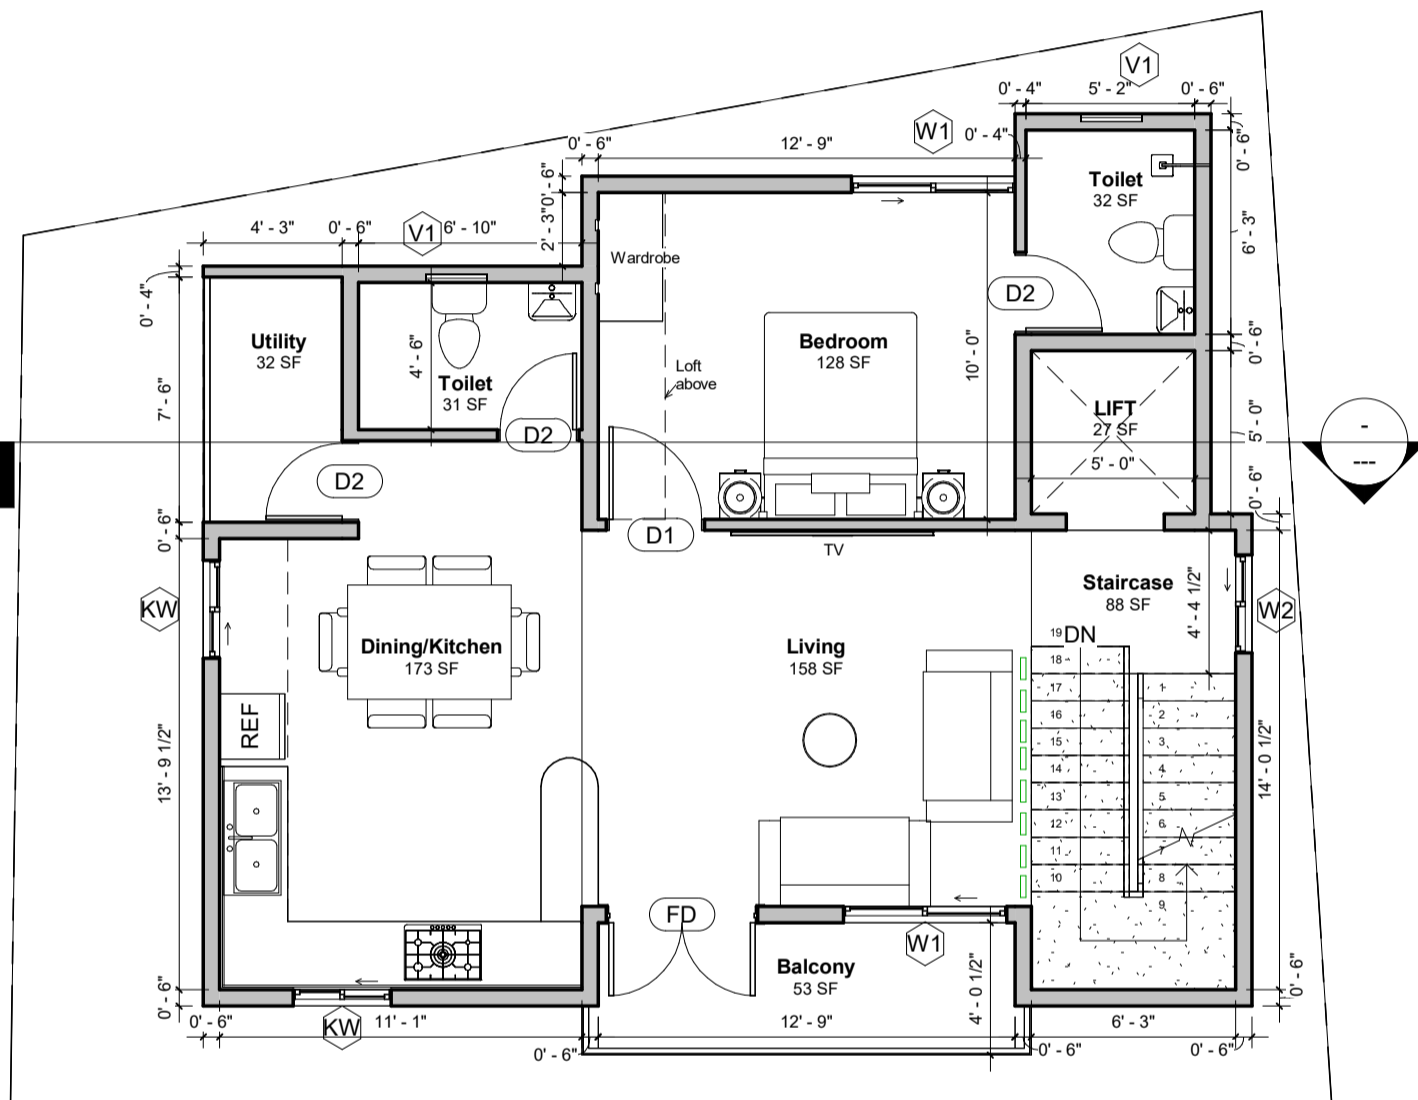 V1
0' - 4"
5' - 2"
0' - 6"
W1
0' - 4"
0' - 6"
12' - 9"
0' - 6"
0' - 6"
Toilet
32 SF
6' - 3"
4' - 3"
0' - 6"
V1
6' - 10"
2' - 3"
Wardrobe
D2
0' - 4"
Utility
32 SF
4' - 6"
Toilet
31 SF
Bedroom
128 SF
10' - 0"
0' - 6"
Loft
above
7' - 6"
LIFT
27 SF
5' - 0"
5' - 0"
-
---
D2
D2
D1
TV
0' - 6"
0' - 6"
KW
Staircase
88 SF
4' - 4 1/2"
W2
Dining/Kitchen
173 SF
Living
158 SF
19
DN
18
17
16
15
14
13
12
11
10
1
2
3
4
5
6
7
8
9
REF
13' - 9 1/2"
14' - 0 1/2"
FD
W1
Balcony
53 SF
4' - 0 1/2"
0' - 6"
0' - 6"
0' - 6"
KW
11' - 1"
0' - 6"
12' - 9"
0' - 6"
6' - 3"
0' - 6"